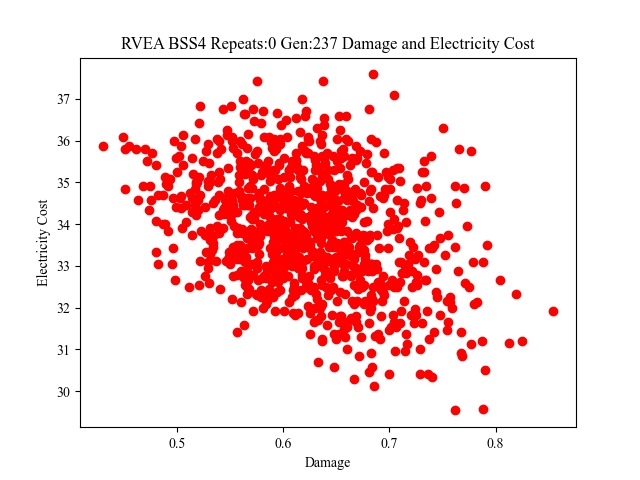 RVEA BSS4 Repeats:0 Gen:237 Damage and Electricity Cost
37
36
35
34
33
32
31
30
Electricity Cost
0.5 0.6 0.7 0.8
Damage